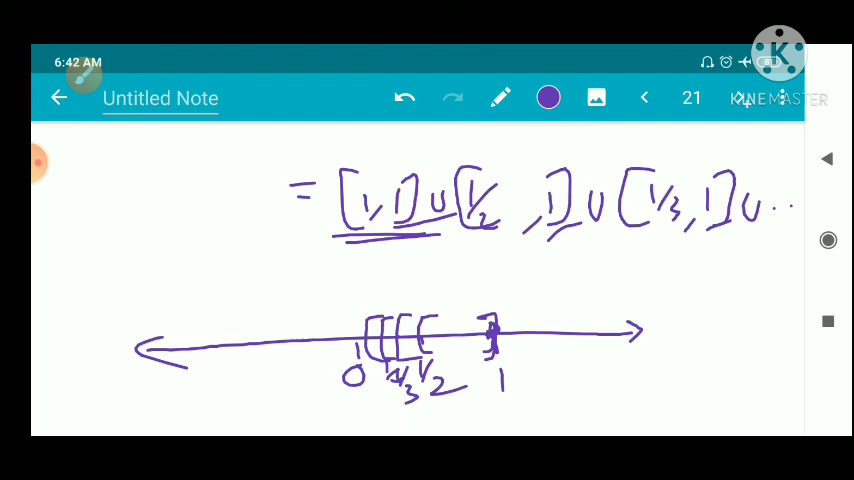 6:42 AM
Untitled Note
21
KINEMASTER
= [1, 1] ∪ [1/2, 1] ∪ [1/3, 1] ∪ ...
0 1/3 1/2 1